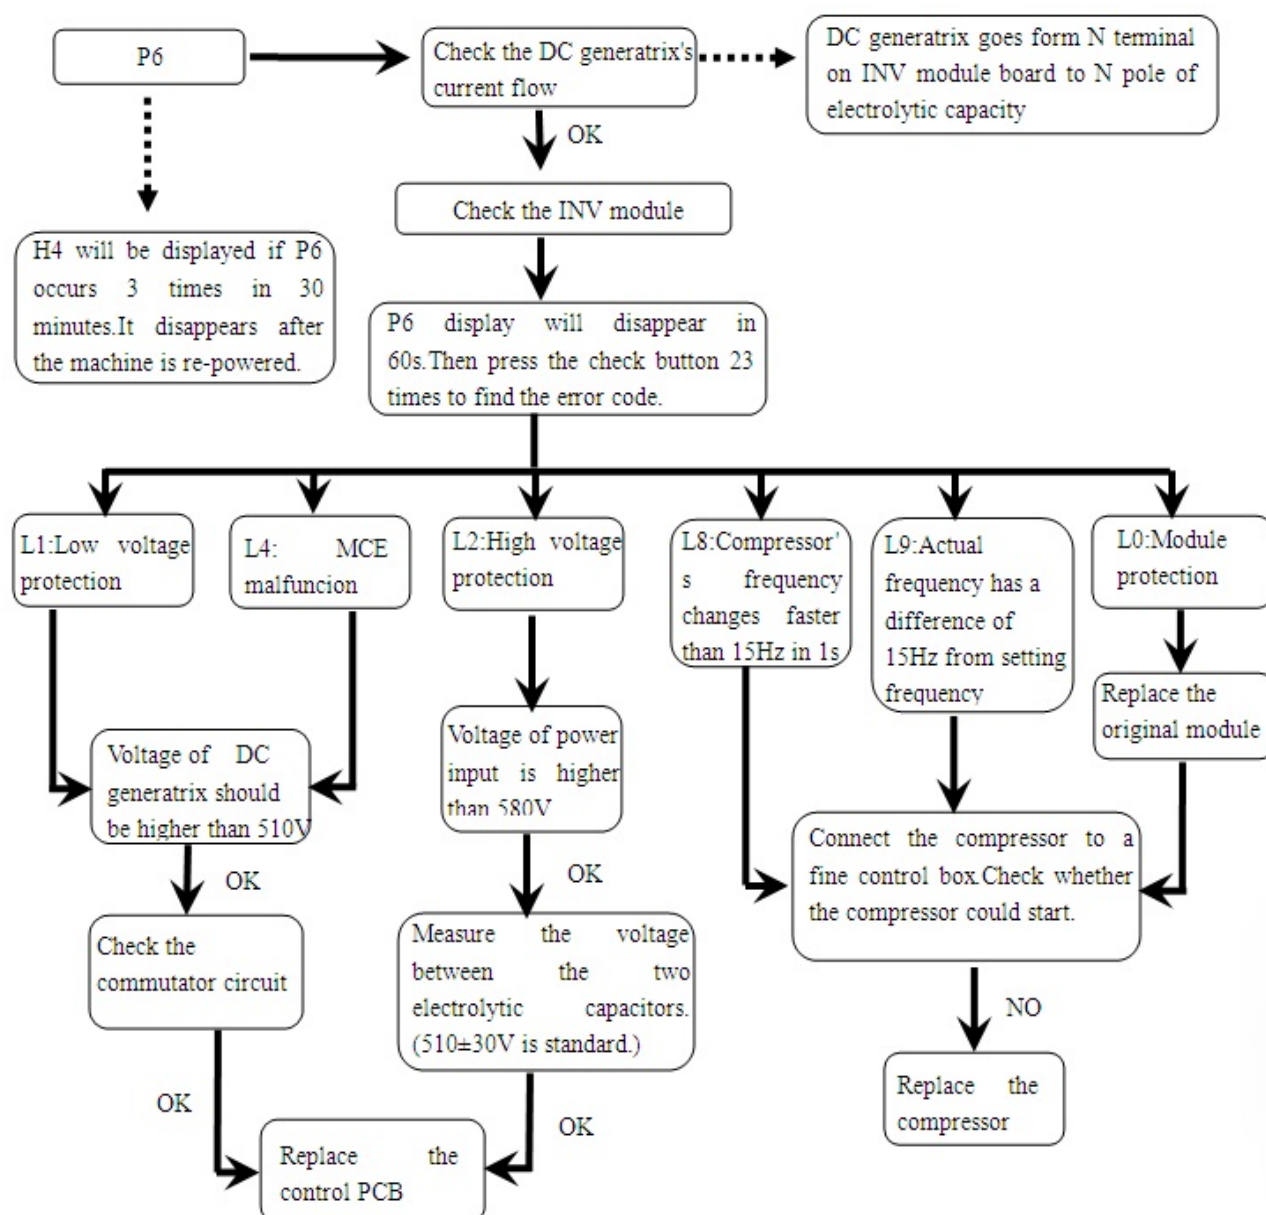 P6
Check the DC generatrix's
current flow
DC generatrix goes form N terminal
on INV module board to N pole of
electrolytic capacity
OK
Check the INV module
H4 will be displayed if P6
occurs 3 times in 30
minutes.It disappears after
the machine is re-powered.
P6 display will disappear in
60s.Then press the check button 23
times to find the error code.
L1:Low voltage
protection
L4: MCE
malfuncion
L2:High voltage
protection
L8:Compressor'
s frequency
changes faster
than 15Hz in 1s
L9:Actual
frequency has a
difference of
15Hz from setting
frequency
L0:Module
protection
Replace the
original module
Voltage of DC
generatrix should
be higher than 510V
Voltage of power
input is higher
than 580V
Connect the compressor to a
fine control box.Check whether
the compressor could start.
OK
OK
Check the
commutator circuit
Measure the voltage
between the two
electrolytic capacitors.
(510±30V is standard.)
NO
Replace the
compressor
OK
OK
Replace the
control PCB